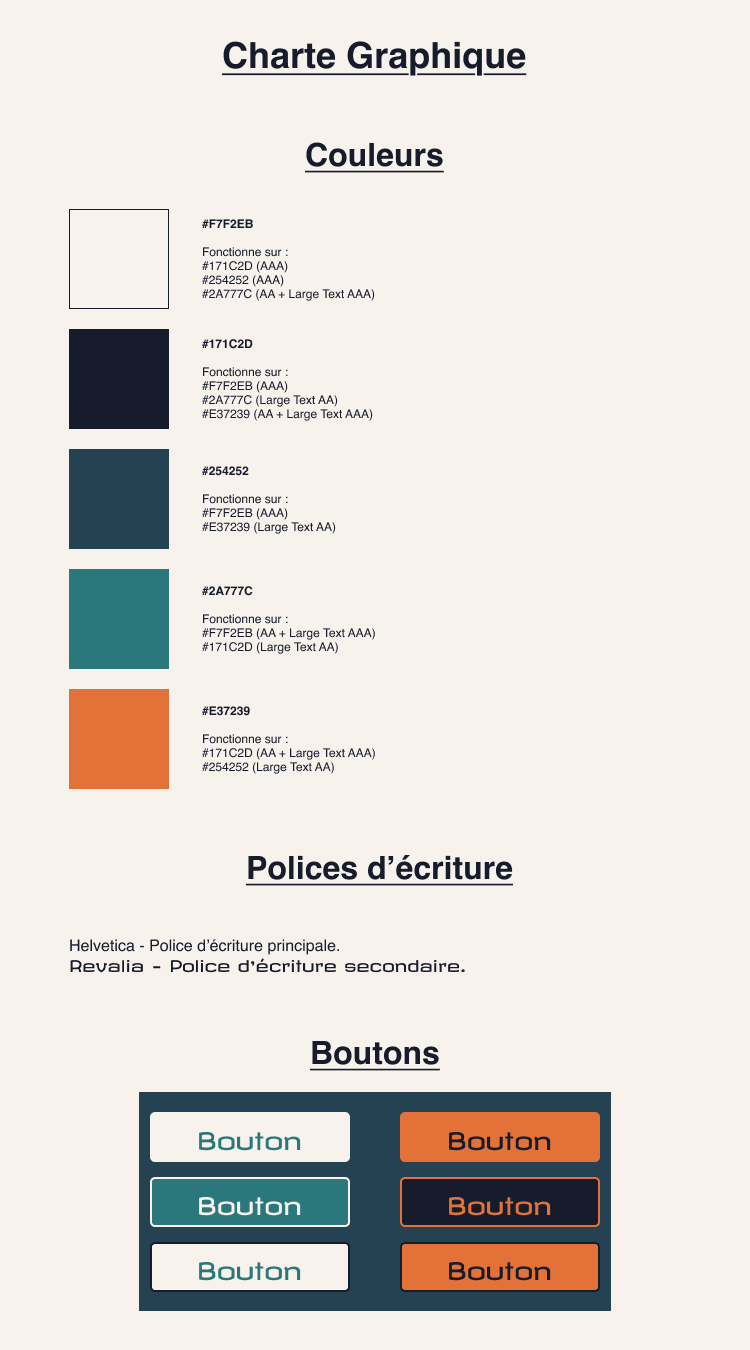 Charte Graphique
Couleurs
#F7F2EB
Fonctionne sur :
#171C2D (AAA)
#254252 (AAA)
#2A777C (AA + Large Text AAA)
#171C2D
Fonctionne sur :
#F7F2EB (AAA)
#2A777C (Large Text AA)
#E37239 (AA + Large Text AAA)
#254252
Fonctionne sur :
#F7F2EB (AAA)
#E37239 (Large Text AA)
#2A777C
Fonctionne sur :
#F7F2EB (AA + Large Text AAA)
#171C2D (Large Text AA)
#E37239
Fonctionne sur :
#171C2D (AA + Large Text AAA)
#254252 (Large Text AA)
Polices d’écriture
Helvetica - Police d’écriture principale.
Revalia - Police d’écriture secondaire.
Boutons
Bouton
Bouton
Bouton
Bouton
Bouton
Bouton